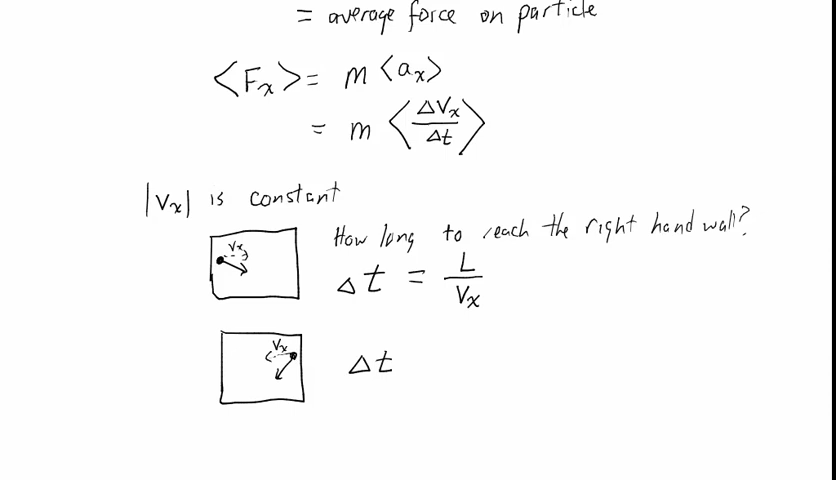 = average force on particle
<Fx> = m <ax>
= m <ΔVx/Δt>
|Vx| is constant
How long to reach the right hand wall?
Vx
Δt = L/Vx
Vx
Δt